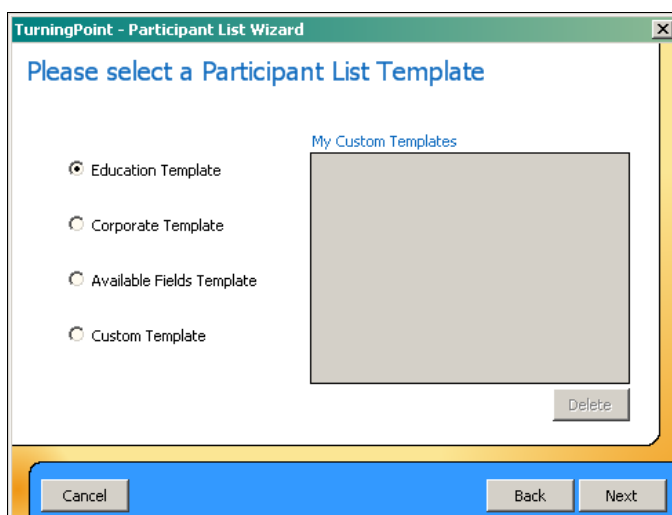 TurningPoint - Participant List Wizard
Please select a Participant List Template
My Custom Templates
Education Template
Corporate Template
Available Fields Template
Custom Template
Delete
Cancel
Back
Next